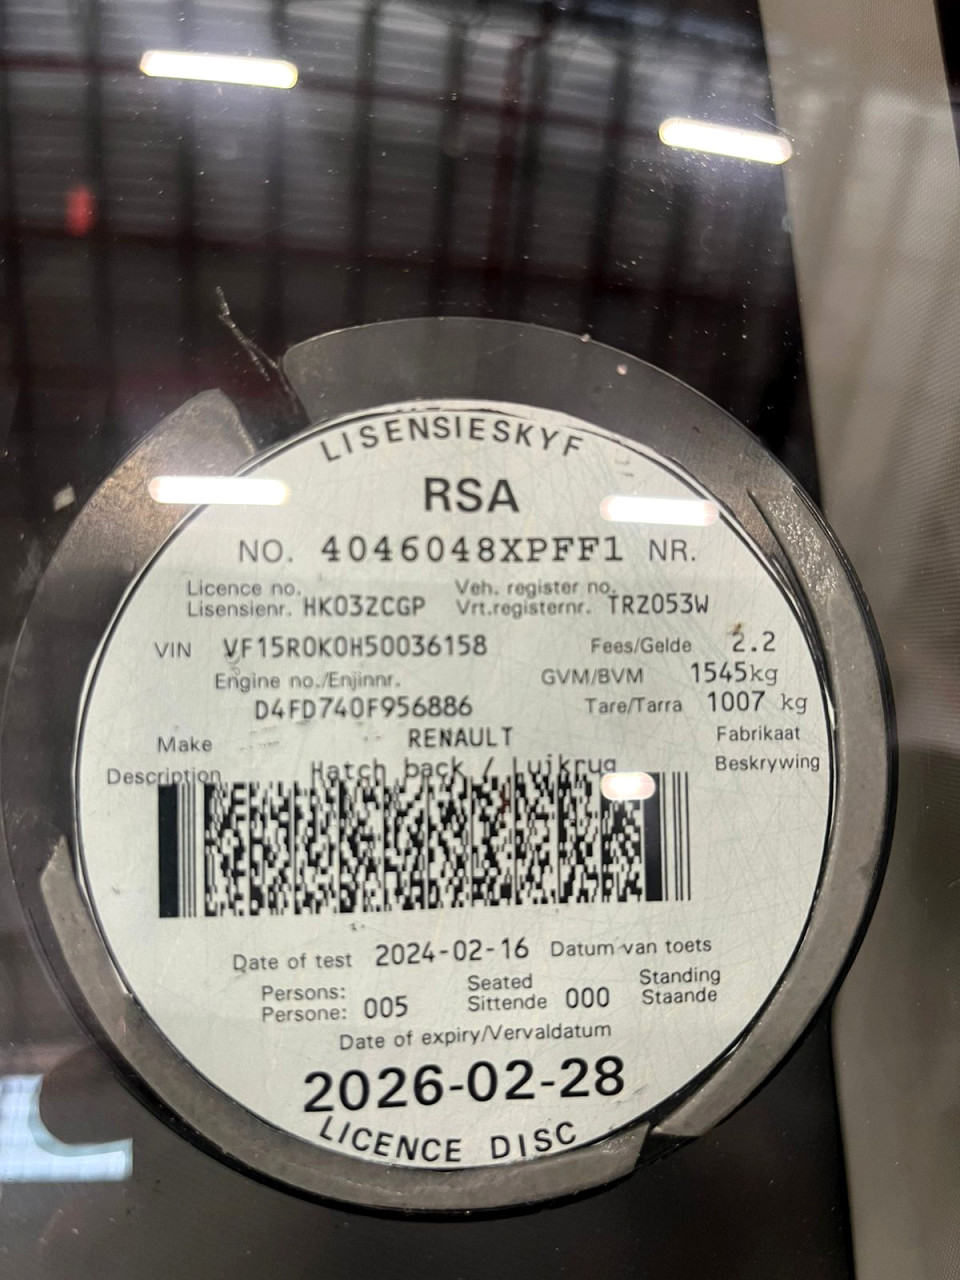 LISENSIESKYF
RSA
NO. 4046048XPFF1 NR.
Licence no. Veh. register no.
Lisensienr. HK03ZCGP Vrt.registernr. TRZ053W
VIN VF15R0K0H50036158 Fees/Gelde 2.2
Engine no./Enjinnr. GVM/BVM 1545kg
D4FD740F956886 Tare/Tarra 1007 kg
Make RENAULT Fabrikaat
Description Hatch back / Luikrug Beskrywing
Date of test 2024-02-16 Datum van toets
Persons: Seated Standing
Persone: 005 Sittende 000 Staande
Date of expiry/Vervaldatum
2026-02-28
LICENCE DISC